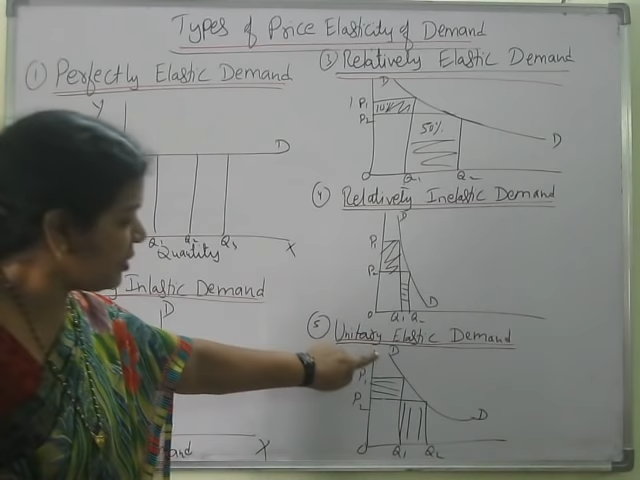 Types of Price Elasticity of Demand
① Perfectly Elastic Demand
Y
D
Q₁ Q₂ Q₃
Quantity
X
Inlastic Demand
D
X
③ Relatively Elastic Demand
D
P₁
10%
P₂
50%
D
O Q₁ Q₂
④ Relatively Inelastic Demand
D
P₁
P₂
D
O Q₁ Q₂
⑤ Unitary Elastic Demand
D
P₁
P₂
D
O Q₁ Q₂